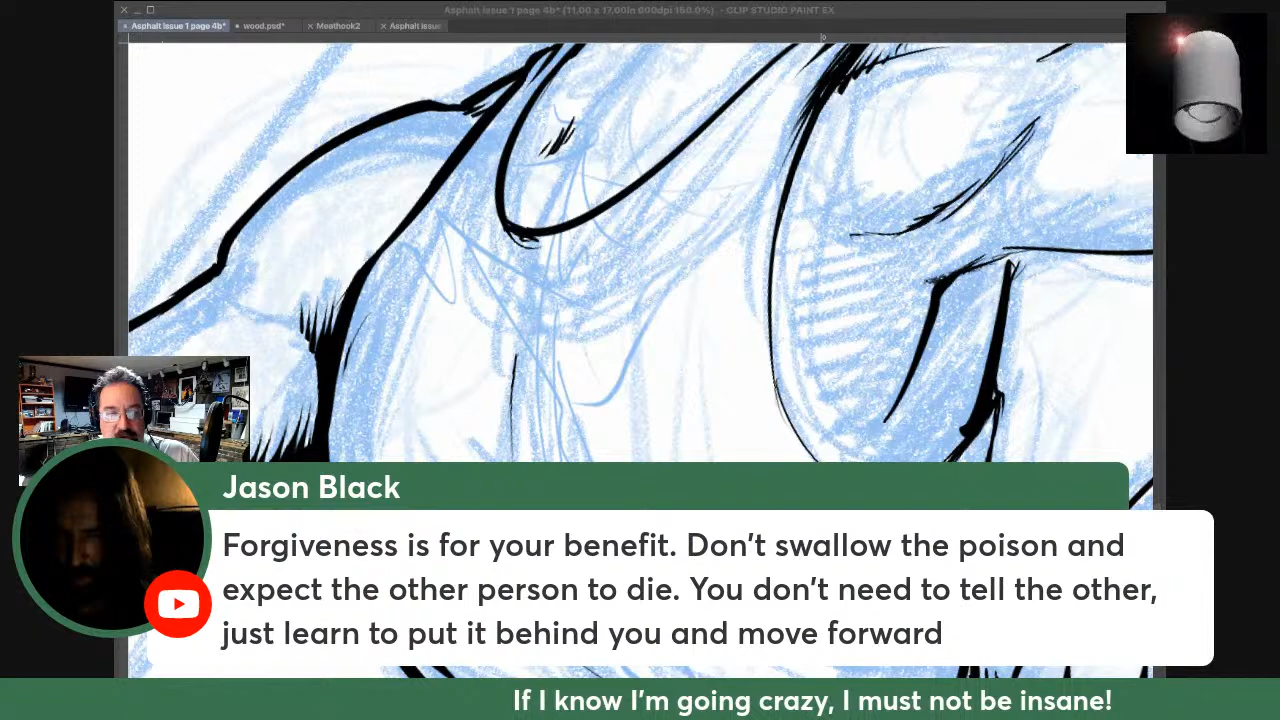 Asphalt Issue 1 page 4b* (11.00 x 17.00in 600dpi 150.0%) - CLIP STUDIO PAINT EX
Asphalt Issue 1 page 4b* wood.psd* Meathook2 Asphalt Issue
Jason Black
Forgiveness is for your benefit. Don't swallow the poison and
expect the other person to die. You don't need to tell the other,
just learn to put it behind you and move forward
If I know I'm going crazy, I must not be insane!